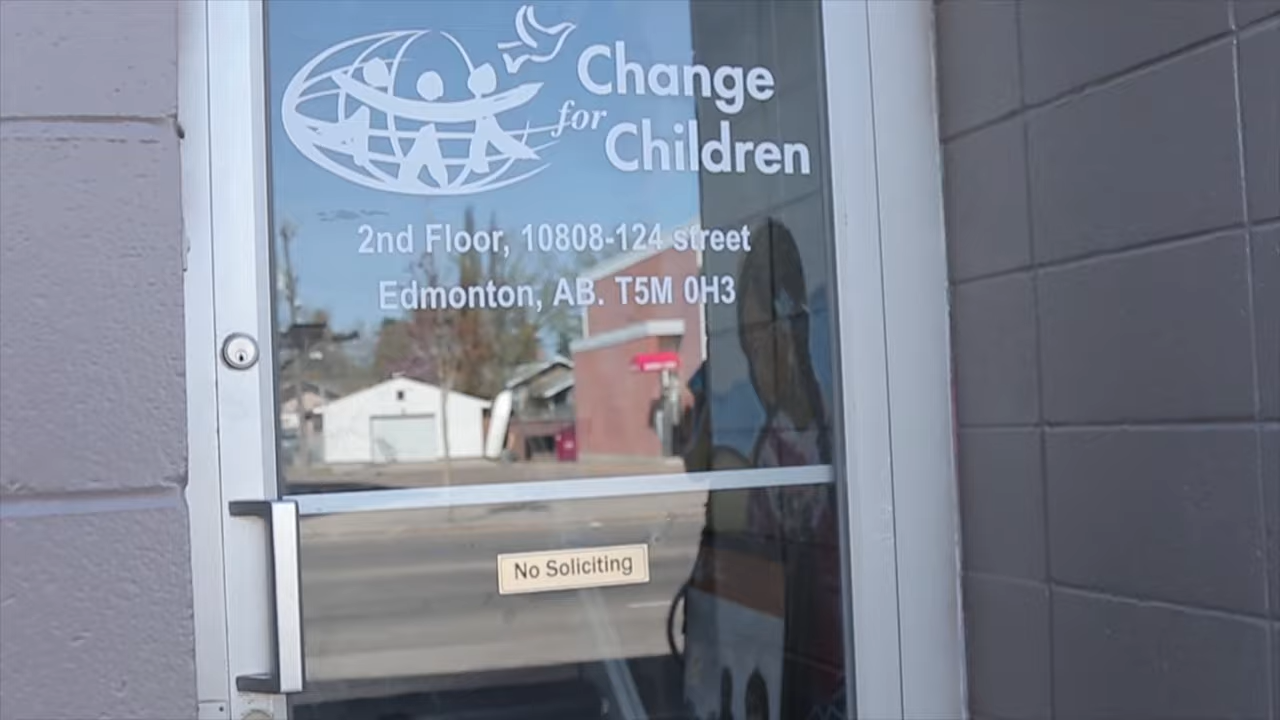 Change
for
Children
2nd Floor, 10808-124 street
Edmonton, AB. T5M 0H3
No Soliciting